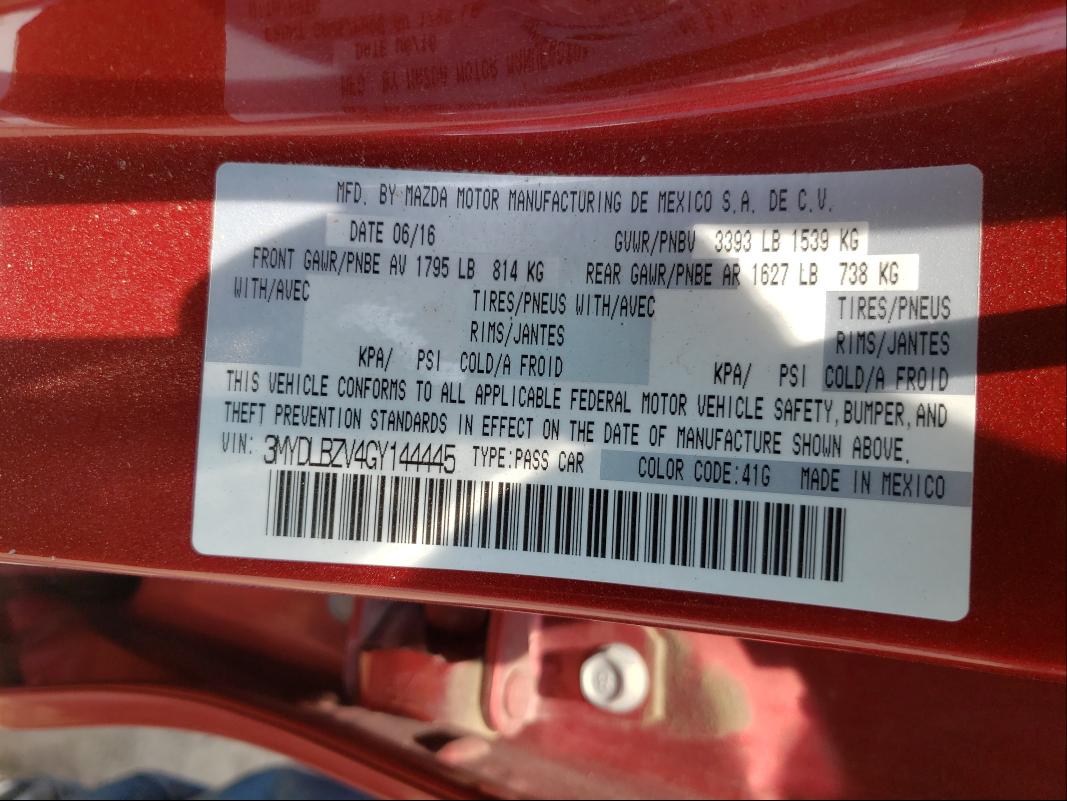 MFD. BY MAZDA MOTOR MANUFACTURING DE MEXICO S.A. DE C.V.
DATE 06/16 GVWR/PNBV 3393 LB 1539 KG
FRONT GAWR/PNBE AV 1795 LB 814 KG REAR GAWR/PNBE AR 1627 LB 738 KG
WITH/AVEC TIRES/PNEUS WITH/AVEC TIRES/PNEUS
RIMS/JANTES RIMS/JANTES
KPA/ PSI COLD/A FROID KPA/ PSI COLD/A FROID
THIS VEHICLE CONFORMS TO ALL APPLICABLE FEDERAL MOTOR VEHICLE SAFETY, BUMPER, AND
THEFT PREVENTION STANDARDS IN EFFECT ON THE DATE OF MANUFACTURE SHOWN ABOVE.
VIN: 3MYDLBZV4GY144445 TYPE:PASS CAR COLOR CODE:41G MADE IN MEXICO